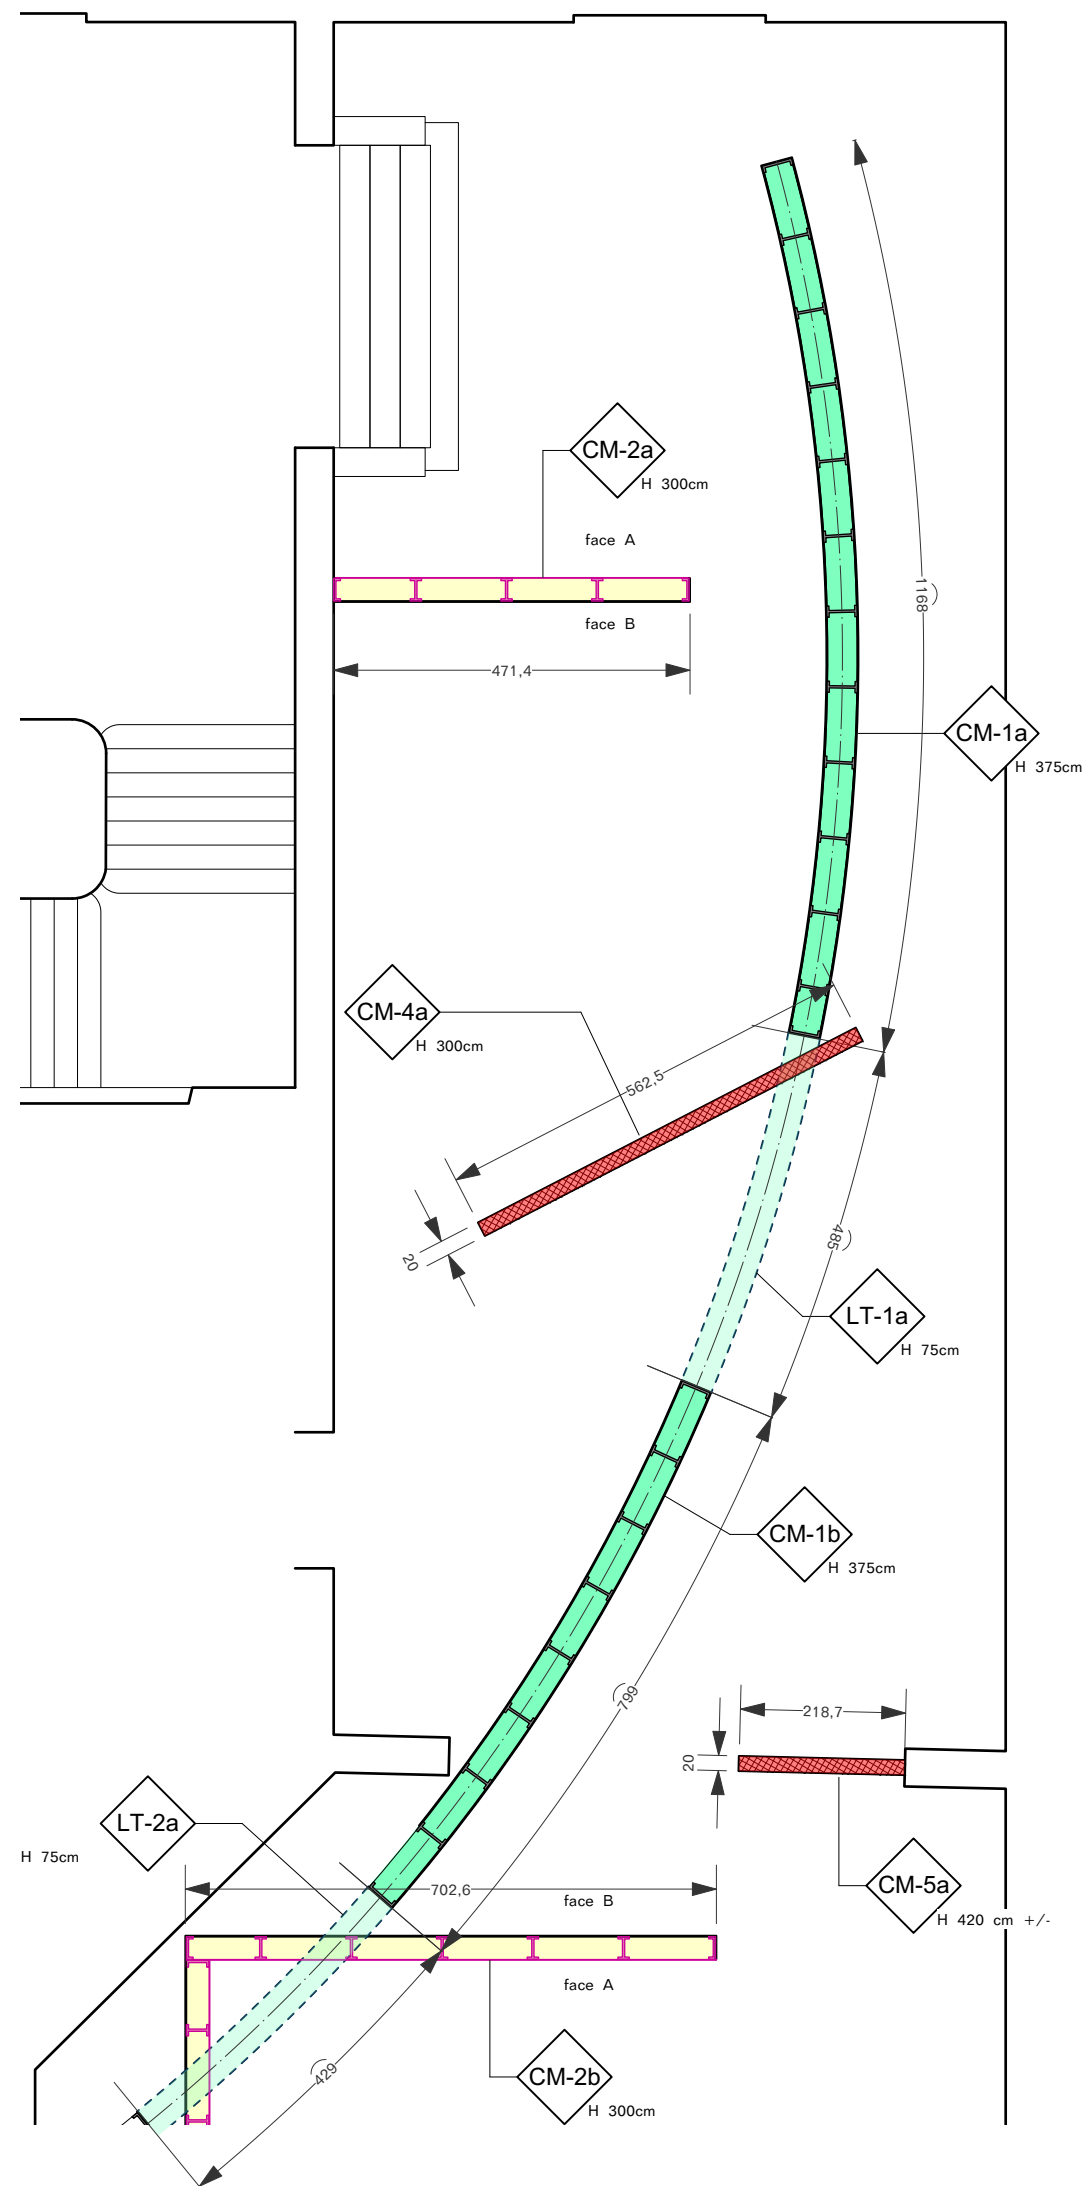 CM-2a
H 300cm
face A
face B
471,4
1168
CM-1a
H 375cm
CM-4a
H 300cm
562,5
20
485
LT-1a
H 75cm
CM-1b
H 375cm
799
218,7
20
LT-2a
H 75cm
CM-5a
H 420 cm +/-
702,6
face B
face A
429
CM-2b
H 300cm